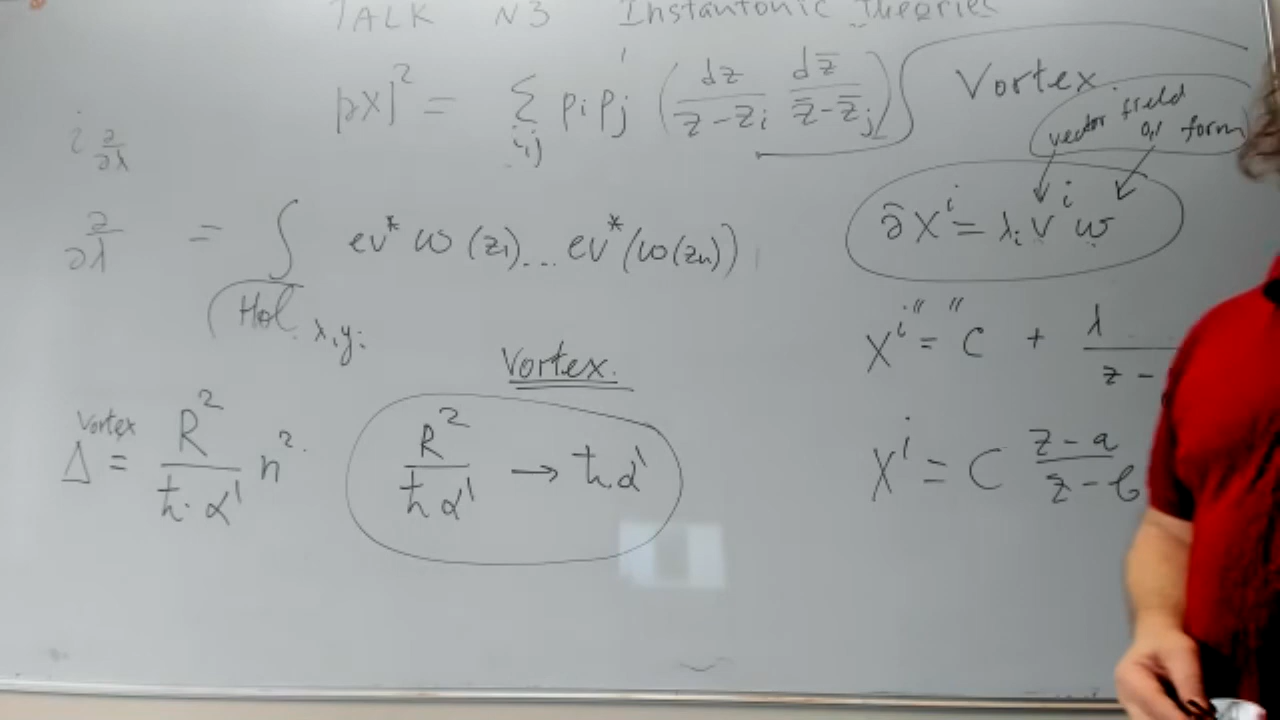 TALK N3 Instantonic Theories
|∂X|² = Σ_{i,j} p_i p_j ( dz/(z-z_i) dz̄/(z̄-z̄_j) ) Vortex
vector field 0,1 form
i ∂/∂λ
∂/∂λ = ∫_{Hol x,y:} ev* ω(z_1)...ev*(ω(z_n))
∂̄X^i = λ_i v^i ω
X^i "=" C + λ/(z-
Vortex.
Δ^{Vortex} = R²/(ħ·α') n²
R²/(ħα') → ħ.α'
X^i = C (z-a)/(z-b)